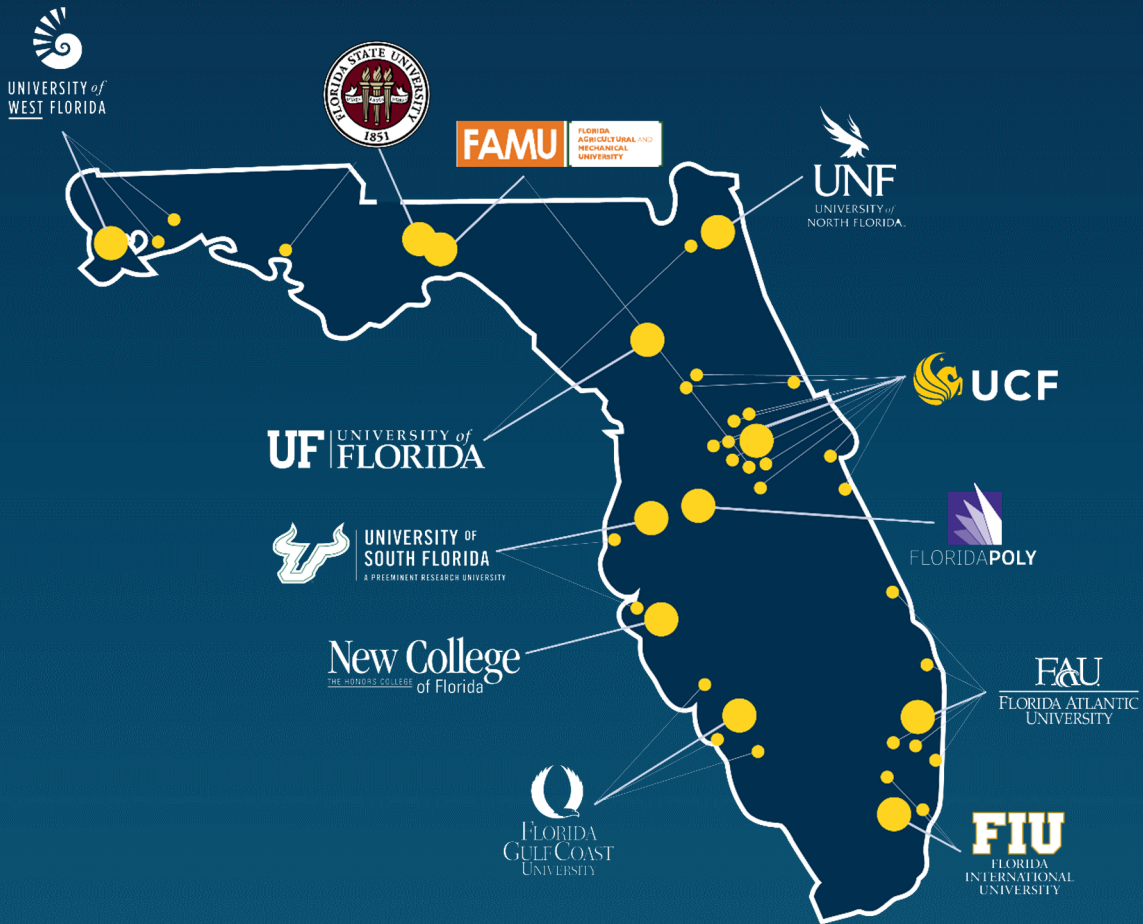 UNIVERSITY of
WEST FLORIDA
FLORIDA STATE UNIVERSITY
1851
FAMU
FLORIDA
AGRICULTURAL AND
MECHANICAL
UNIVERSITY
UNF
UNIVERSITY of
NORTH FLORIDA.
UCF
UF
UNIVERSITY of
FLORIDA
UNIVERSITY OF
SOUTH FLORIDA
A PREEMINENT RESEARCH UNIVERSITY
FLORIDAPOLY
New College
THE HONORS COLLEGE
of Florida
FAU
FLORIDA ATLANTIC
UNIVERSITY
FLORIDA
GULF COAST
UNIVERSITY
FIU
FLORIDA
INTERNATIONAL
UNIVERSITY